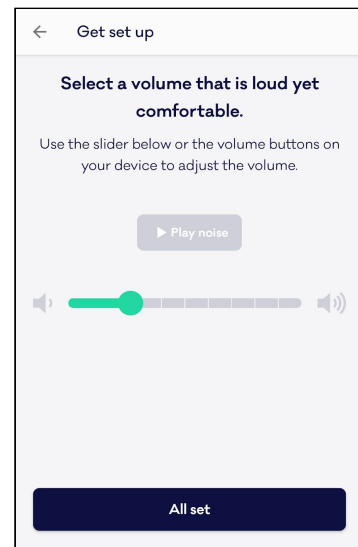 Get set up
Select a volume that is loud yet
comfortable.
Use the slider below or the volume buttons on
your device to adjust the volume.
Play noise
All set